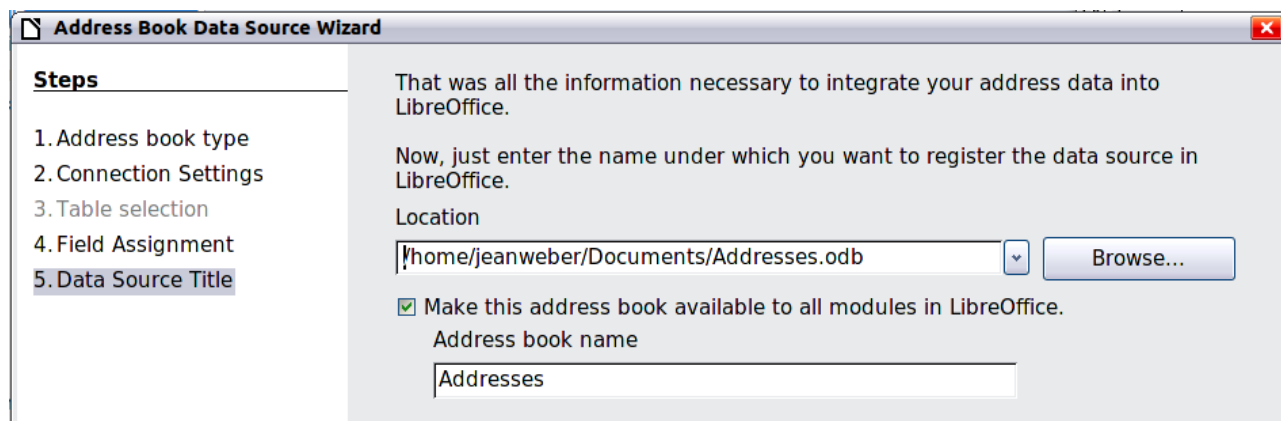 Address Book Data Source Wizard
Steps
1. Address book type
2. Connection Settings
3. Table selection
4. Field Assignment
5. Data Source Title
That was all the information necessary to integrate your address data into
LibreOffice.
Now, just enter the name under which you want to register the data source in
LibreOffice.
Location
/home/jeanweber/Documents/Addresses.odb
Browse...
Make this address book available to all modules in LibreOffice.
Address book name
Addresses